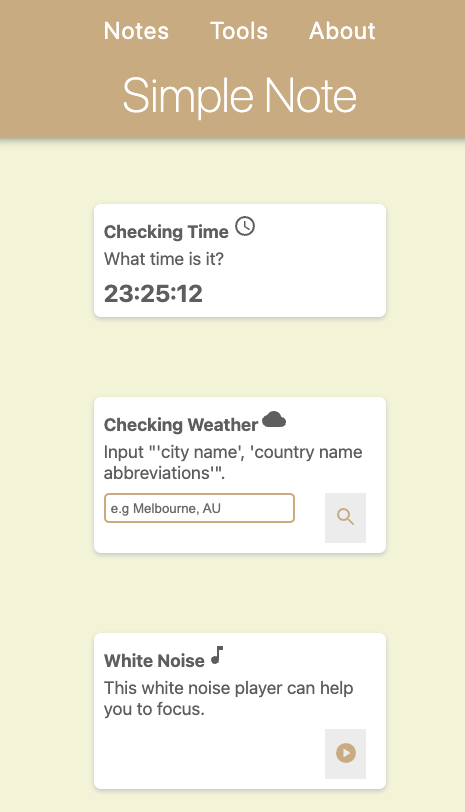 Notes Tools About
Simple Note
Checking Time
What time is it?
23:25:12
Checking Weather
Input "'city name', 'country name
abbreviations'".
e.g Melbourne, AU
White Noise
This white noise player can help
you to focus.